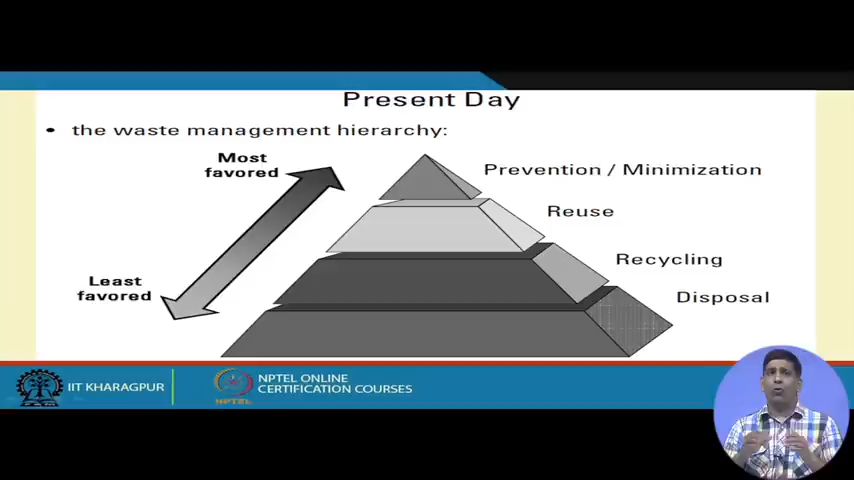 Present Day
• the waste management hierarchy:
Most
favored
Prevention / Minimization
Reuse
Recycling
Least
favored
Disposal
IIT KHARAGPUR
NPTEL
NPTEL ONLINE
CERTIFICATION COURSES